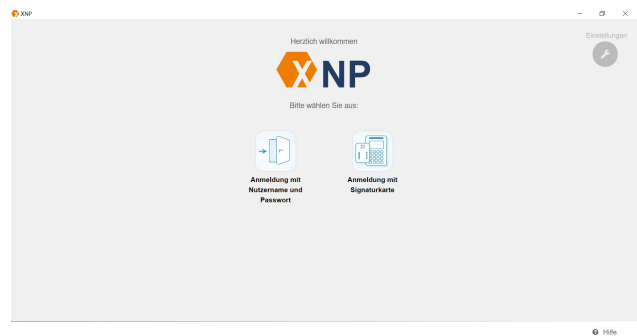 XNP
Einstellungen
Herzlich willkommen
XNP
Bitte wählen Sie aus:
Anmeldung mit
Nutzername und
Passwort
Anmeldung mit
Signaturkarte
Hilfe